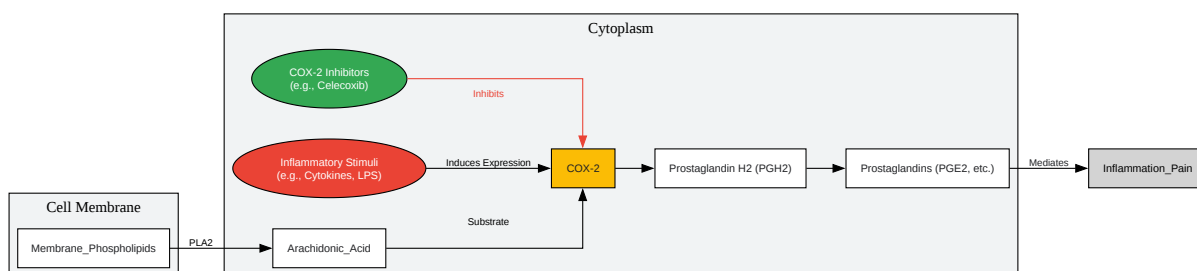 Cytoplasm
COX-2 Inhibitors
(e.g., Celecoxib)
Inhibits
Inflammatory Stimuli
(e.g., Cytokines, LPS)
Induces Expression
COX-2
Prostaglandin H2 (PGH2)
Prostaglandins (PGE2, etc.)
Mediates
Inflammation_Pain
Cell Membrane
Membrane_Phospholipids
PLA2
Arachidonic_Acid
Substrate